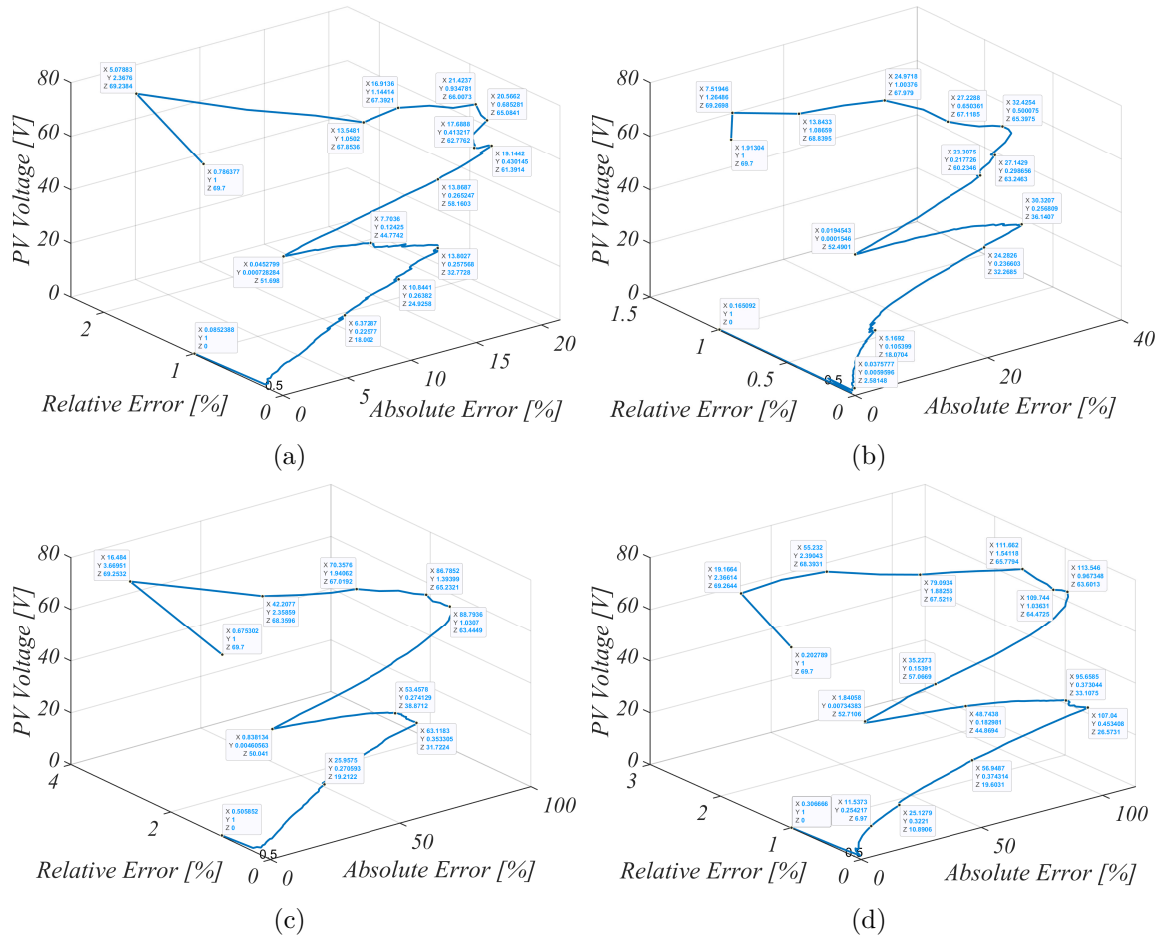 80
60
40
20
0
PV Voltage [V]
2
1
0
Relative Error [%]
0
5
10
15
20
Absolute Error [%]
0.5
X 5.07883
Y 2.3676
Z 69.2384
X 0.786377
Y 1
Z 69.7
X 13.5481
Y 1.0502
Z 67.8536
X 16.9136
Y 1.14414
Z 67.3921
X 21.4237
Y 0.934781
Z 66.0073
X 20.5662
Y 0.685281
Z 65.0841
X 17.6888
Y 0.413217
Z 62.7762
Y 0.430145
Z 61.3914
X 13.8687
Y 0.265247
Z 58.1603
X 7.7036
Y 0.12425
Z 44.7742
X 0.0452799
Y 0.000728284
Z 51.698
X 13.8027
Y 0.257568
Z 32.7728
X 10.8441
Y 0.26382
Z 24.9258
X 6.37287
Y 0.22577
Z 18.002
X 0.0852388
Y 1
Z 0
(a)
80
60
40
20
0
PV Voltage [V]
1.5
1
0.5
0
Relative Error [%]
0
20
40
Absolute Error [%]
0.5
X 7.51946
Y 1.26486
Z 69.2698
X 1.91304
Y 1
Z 69.7
X 13.8433
Y 1.08659
Z 68.8395
X 24.9718
Y 1.00376
Z 67.979
X 27.2288
Y 0.650381
Z 67.1185
X 32.4254
Y 0.500075
Z 65.3975
Y 0.217726
Z 60.2346
X 27.1429
Y 0.298656
Z 63.2463
X 30.3207
Y 0.256809
Z 36.1407
X 0.0194543
Y 0.0001546
Z 52.4901
X 24.2826
Y 0.236603
Z 32.2685
X 0.165092
Y 1
Z 0
X 5.1692
Y 0.105399
Z 18.0704
X 0.0375777
Y 0.0059596
Z 2.58148
(b)
80
60
40
20
0
PV Voltage [V]
4
2
0
Relative Error [%]
0
50
100
Absolute Error [%]
0.5
X 16.484
Y 3.66951
Z 69.2532
X 0.675302
Y 1
Z 69.7
X 42.2077
Y 2.35859
Z 68.3596
X 70.3576
Y 1.94062
Z 67.0192
X 86.7852
Y 1.39399
Z 65.2321
X 88.7936
Y 1.0307
Z 63.4449
X 53.4578
Y 0.274129
Z 38.8712
X 0.838134
Y 0.00460563
Z 50.041
X 63.1183
Y 0.353305
Z 31.7224
X 25.9575
Y 0.270593
Z 19.2122
X 0.505852
Y 1
Z 0
(c)
80
60
40
20
0
PV Voltage [V]
3
2
1
0
Relative Error [%]
0
50
100
Absolute Error [%]
0.5
X 19.1664
Y 2.36614
Z 69.2644
X 55.232
Y 2.39043
Z 68.3931
X 0.202789
Y 1
Z 69.7
X 79.0934
Y 1.88255
Z 67.5219
X 111.662
Y 1.54118
Z 65.7794
X 113.546
Y 0.967348
Z 63.6013
X 109.744
Y 1.03631
Z 64.4725
X 35.2273
Y 0.15391
Z 57.0669
X 1.84058
Y 0.00734383
Z 52.7106
X 48.7438
Y 0.182981
Z 44.8694
X 95.6585
Y 0.373044
Z 33.1075
X 107.04
Y 0.453408
Z 26.5731
X 56.9487
Y 0.374314
Z 19.6031
X 0.306666
Y 1
Z 0
X 11.5373
Y 0.254217
Z 6.97
X 25.1279
Y 0.3221
Z 10.8906
(d)